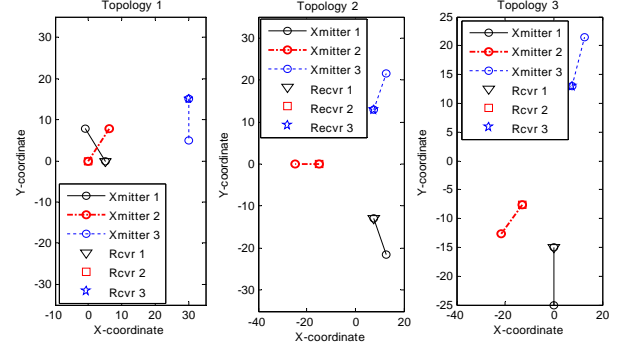 Topology 1
Y-coordinate
30
20
10
0
-10
-20
-30
Xmitter 1
Xmitter 2
Xmitter 3
Rcvr 1
Rcvr 2
Rcvr 3
-10
0
10
20
30
X-coordinate
Topology 2
Y-coordinate
30
20
10
0
-10
-20
-30
Xmitter 1
Xmitter 2
Xmitter 3
Recvr 1
Recvr 2
Recvr 3
-40
-20
0
20
X-coordinate
Topology 3
Y-coordinate
25
20
15
10
5
0
-5
-10
-15
-20
-25
Xmitter 1
Xmitter 2
Xmitter 3
Rcvr 1
Rcvr 2
Rcvr 3
-40
-20
0
20
X-coordinate